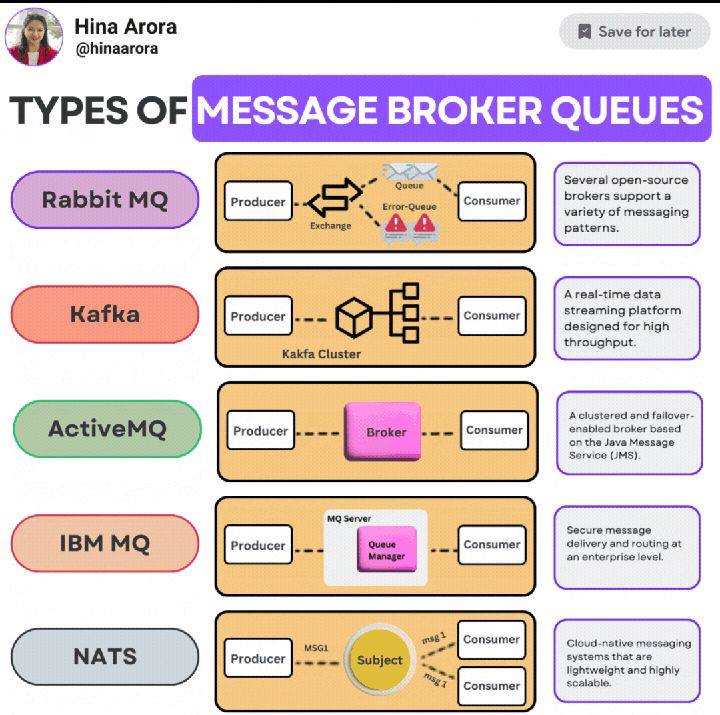 Hina Arora
@hinaarora
Save for later
TYPES OF MESSAGE BROKER QUEUES
Rabbit MQ
Producer
Exchange
Queue
Error-Queue
Consumer
Several open-source
brokers support a
variety of messaging
patterns.
Kafka
Producer
Kakfa Cluster
Consumer
A real-time data
streaming platform
designed for high
throughput.
ActiveMQ
Producer
Broker
Consumer
A clustered and failover-
enabled broker based
on the Java Message
Service (JMS).
IBM MQ
Producer
MQ Server
Queue
Manager
Consumer
Secure message
delivery and routing at
an enterprise level.
NATS
Producer
MSG1
Subject
msg 1
msg 1
Consumer
Consumer
Cloud-native messaging
systems that are
lightweight and highly
scalable.